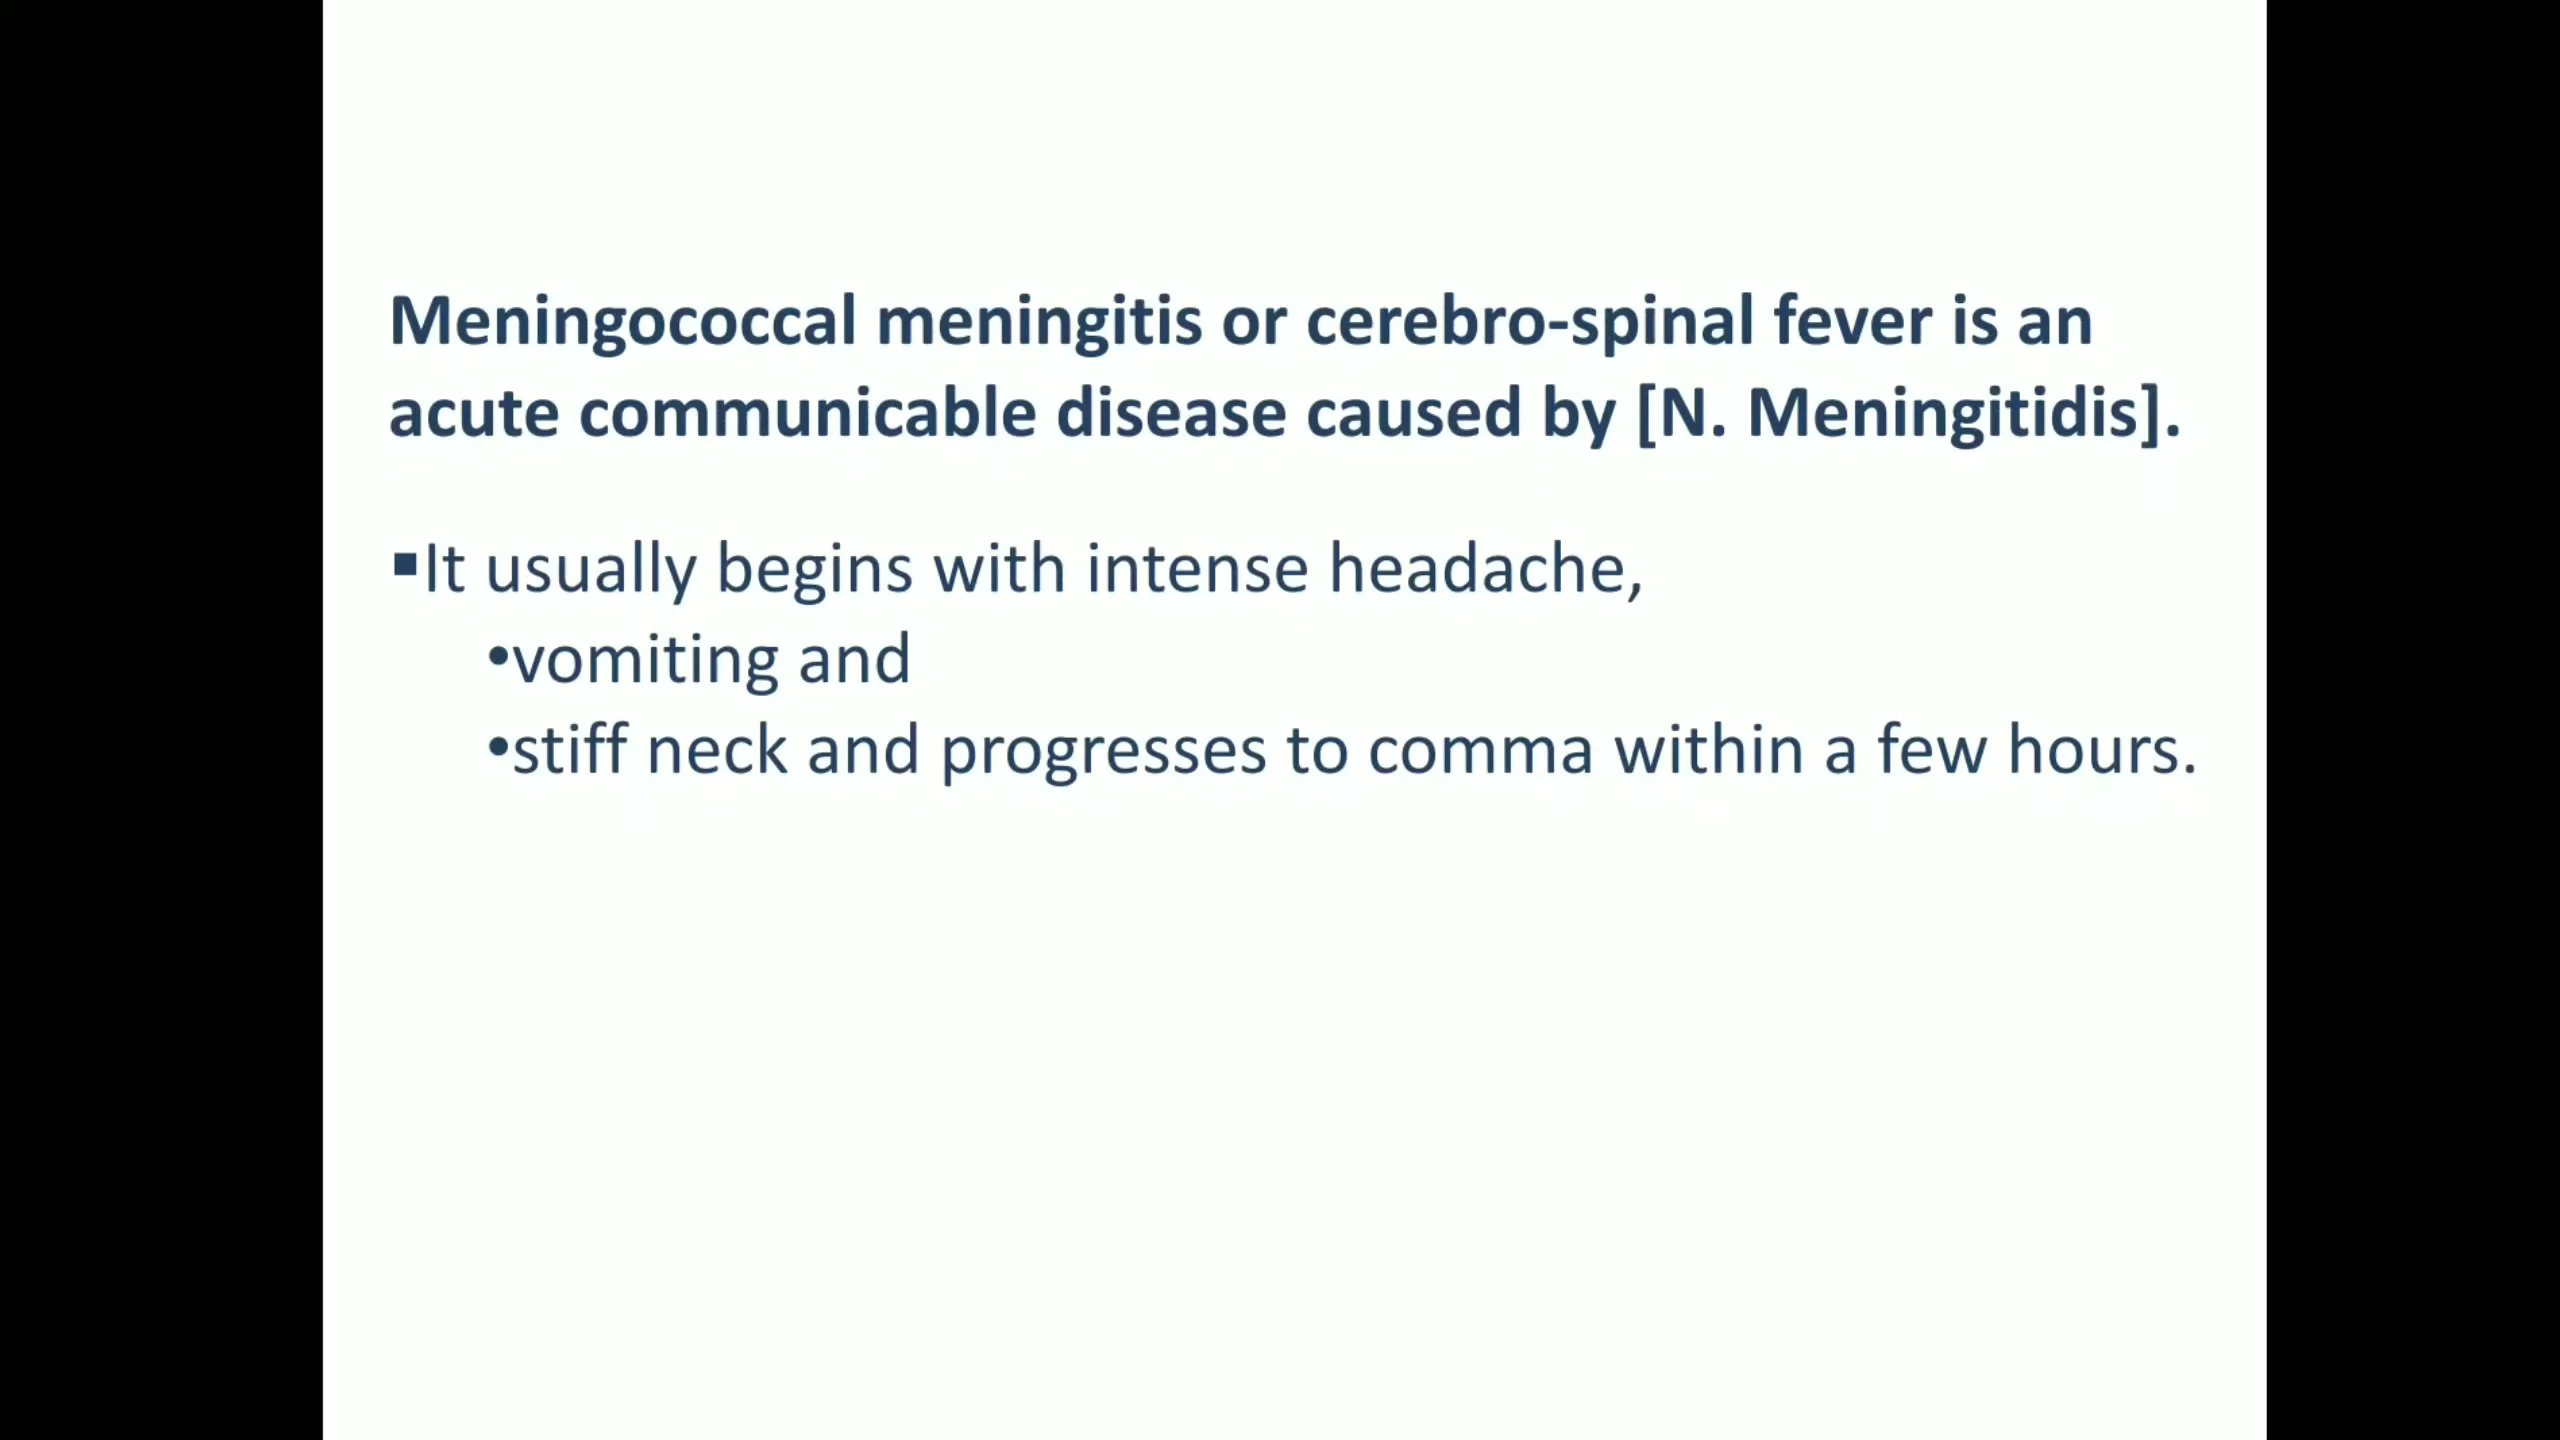 Meningococcal meningitis or cerebro-spinal fever is an
acute communicable disease caused by [N. Meningitidis].
▪It usually begins with intense headache,
•vomiting and
•stiff neck and progresses to comma within a few hours.